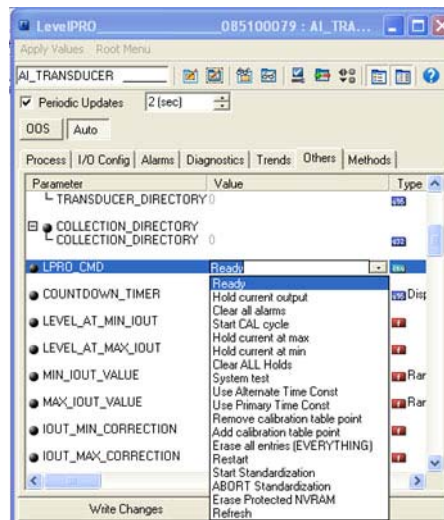 LevelPRO____________________085100079 : AI_TRA...
Apply Values Root Menu
AI_TRANSDUCER ______
Periodic Updates 2 (sec)
OOS Auto
Process I/O Config Alarms Diagnostics Trends Others Methods
Parameter Value Type
TRANSDUCER_DIRECTORY 0
COLLECTION_DIRECTORY
COLLECTION_DIRECTORY 0
LPRO_CMD Ready
Ready
COUNTDOWN_TIMER Hold current output Disp
Clear all alarms
LEVEL_AT_MIN_IOUT Start CAL cycle
Hold current at max
LEVEL_AT_MAX_IOUT Hold current at min
Clear ALL Holds
MIN_IOUT_VALUE System test Rar
Use Alternate Time Const
MAX_IOUT_VALUE Use Primary Time Const Rar
Remove calibration table point
IOUT_MIN_CORRECTION Add calibration table point
Erase all entries (EVERYTHING)
IOUT_MAX_CORRECTION Restart
Start Standardization
ABORT Standardization
Write Changes Erase Protected NVRAM
Refresh